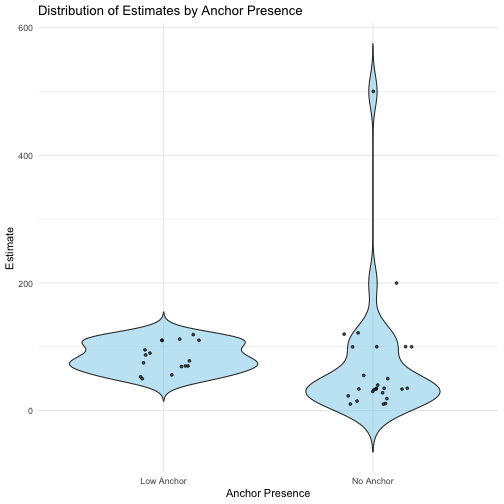 Distribution of Estimates by Anchor Presence
600
400
200
0
Estimate
Low Anchor
No Anchor
Anchor Presence